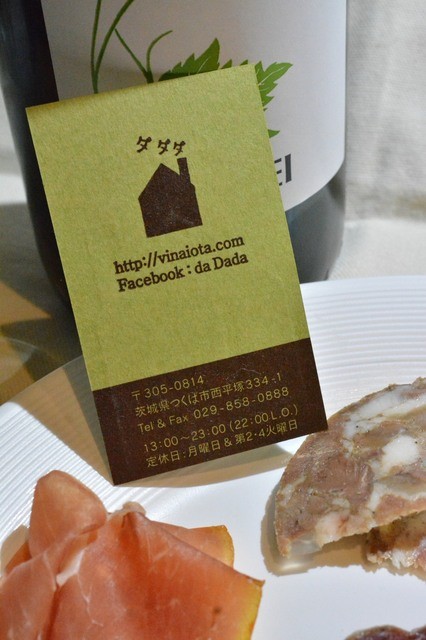 ダダダ
EI
http://vinaiota.com
Facebook : da Dada
〒305-0814
茨城県つくば市西平塚334-1
Tel & Fax 029-858-0888
13:00~23:00 (22:00L.O.)
定休日:月曜日&第2・4火曜日